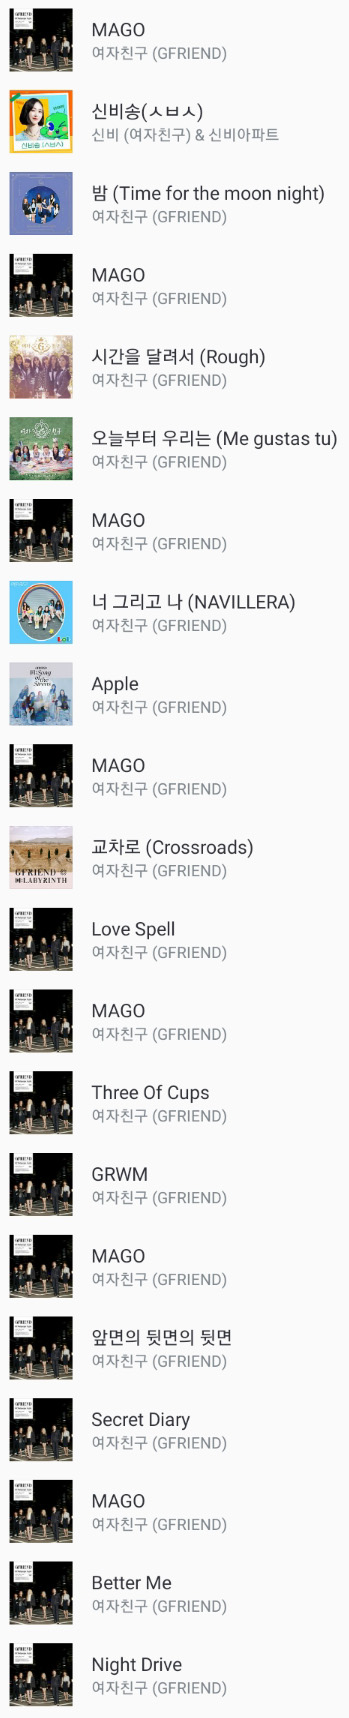 MAGO
여자친구 (GFRIEND)
신비송(ㅅㅂㅅ)
신비 (여자친구) & 신비아파트
밤 (Time for the moon night)
여자친구 (GFRIEND)
MAGO
여자친구 (GFRIEND)
시간을 달려서 (Rough)
여자친구 (GFRIEND)
오늘부터 우리는 (Me gustas tu)
여자친구 (GFRIEND)
MAGO
여자친구 (GFRIEND)
너 그리고 나 (NAVILLERA)
여자친구 (GFRIEND)
Apple
여자친구 (GFRIEND)
MAGO
여자친구 (GFRIEND)
교차로 (Crossroads)
여자친구 (GFRIEND)
GFRIEND
LABYRINTH
Love Spell
여자친구 (GFRIEND)
MAGO
여자친구 (GFRIEND)
Three Of Cups
여자친구 (GFRIEND)
GRWM
여자친구 (GFRIEND)
MAGO
여자친구 (GFRIEND)
앞면의 뒷면의 뒷면
여자친구 (GFRIEND)
Secret Diary
여자친구 (GFRIEND)
MAGO
여자친구 (GFRIEND)
Better Me
여자친구 (GFRIEND)
Night Drive
여자친구 (GFRIEND)